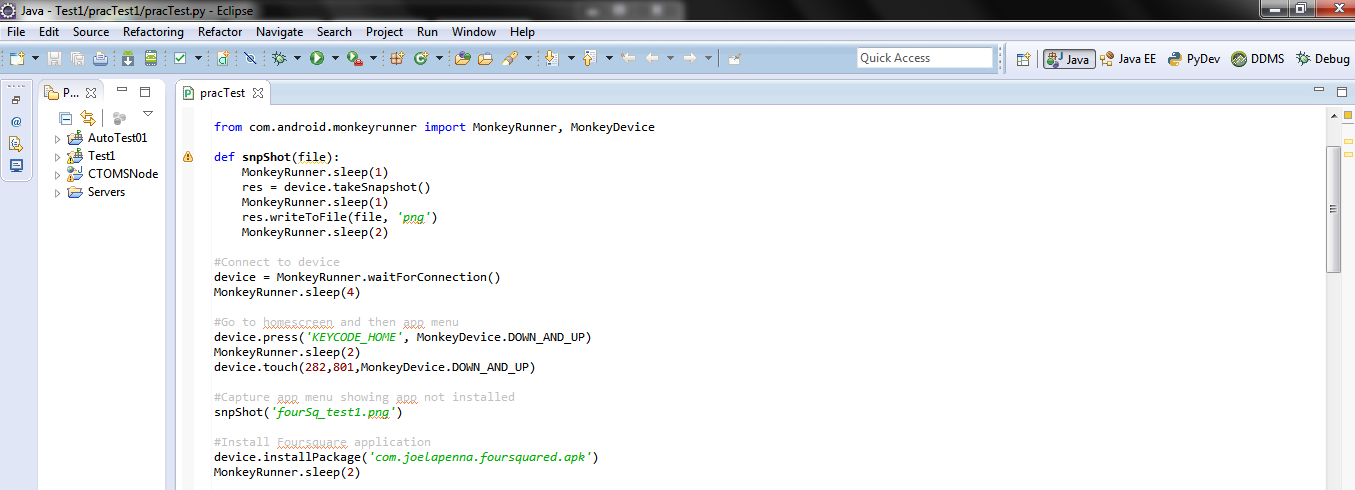 Java - Test1/pracTest1/pracTest.py - Eclipse
File Edit Source Refactoring Refactor Navigate Search Project Run Window Help
Quick Access
Java Java EE PyDev DDMS Debug
P...
pracTest
AutoTest01
Test1
CTOMSNode
Servers
from com.android.monkeyrunner import MonkeyRunner, MonkeyDevice
def snpShot(file):
MonkeyRunner.sleep(1)
res = device.takeSnapshot()
MonkeyRunner.sleep(1)
res.writeToFile(file, 'png')
MonkeyRunner.sleep(2)
#Connect to device
device = MonkeyRunner.waitForConnection()
MonkeyRunner.sleep(4)
#Go to homescreen and then app menu
device.press('KEYCODE_HOME', MonkeyDevice.DOWN_AND_UP)
MonkeyRunner.sleep(2)
device.touch(282,801,MonkeyDevice.DOWN_AND_UP)
#Capture app menu showing app not installed
snpShot('fourSq_test1.png')
#Install Foursquare application
device.installPackage('com.joelapenna.foursquared.apk')
MonkeyRunner.sleep(2)